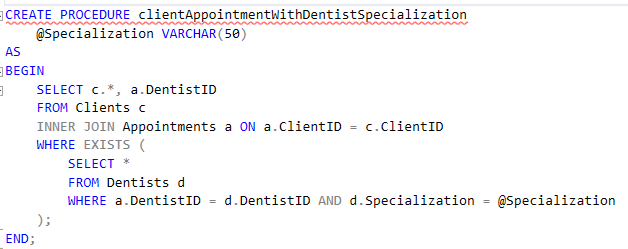 CREATE PROCEDURE clientAppointmentWithDentistSpecialization
    @Specialization VARCHAR(50)
AS
BEGIN
    SELECT c.*, a.DentistID
    FROM Clients c
    INNER JOIN Appointments a ON a.ClientID = c.ClientID
    WHERE EXISTS (
        SELECT *
        FROM Dentists d
        WHERE a.DentistID = d.DentistID AND d.Specialization = @Specialization
    );
END;